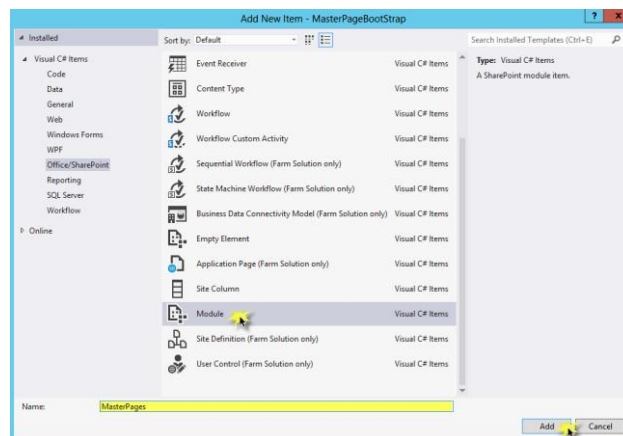 Add New Item - MasterPageBootStrap
? x
Installed
Sort by: Default
Search Installed Templates (Ctrl+E)
Visual C# Items
Code
Data
General
Web
Windows Forms
WPF
Office/SharePoint
Reporting
SQL Server
Workflow
Online
Event Receiver Visual C# Items
Content Type Visual C# Items
Workflow Visual C# Items
Workflow Custom Activity Visual C# Items
Sequential Workflow (Farm Solution only) Visual C# Items
State Machine Workflow (Farm Solution only) Visual C# Items
Business Data Connectivity Model (Farm Solution only) Visual C# Items
Empty Element Visual C# Items
Application Page (Farm Solution only) Visual C# Items
Site Column Visual C# Items
Module Visual C# Items
Site Definition (Farm Solution only) Visual C# Items
User Control (Farm Solution only) Visual C# Items
Type: Visual C# Items
A SharePoint module item.
Name: MasterPages
Add Cancel